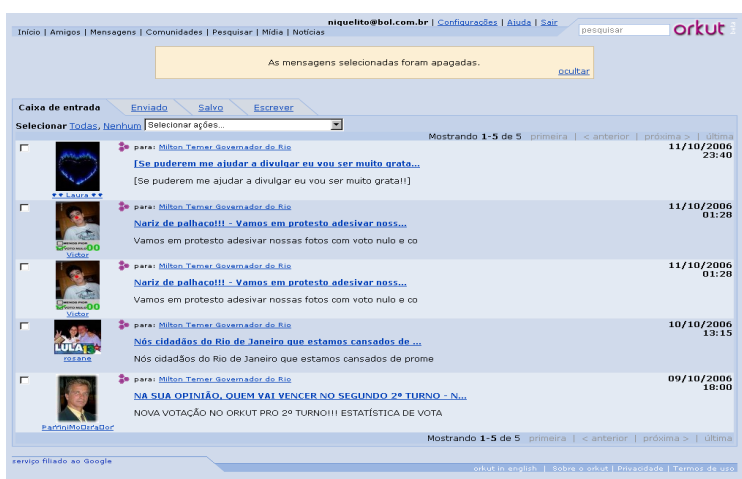 niquelito@bol.com.br | Configurações | Ajuda | Sair
Início | Amigos | Mensagens | Comunidades | Pesquisar | Mídia | Notícias
pesquisar
orkut
As mensagens selecionadas foram apagadas.
ocultar
Caixa de entrada Enviado Salvo Escrever
Selecionar Todas, Nenhum Selecionar ações...
Mostrando 1-5 de 5 primeira | < anterior | próxima > | última
para: Milton Temer Governador do Rio 11/10/2006
23:40
[Se puderem me ajudar a divulgar eu vou ser muito grata...
[Se puderem me ajudar a divulgar eu vou ser muito grata!!]
♥♥ Laura ♥♥
para: Milton Temer Governador do Rio 11/10/2006
01:28
Nariz de palhaço!!! - Vamos em protesto adesivar noss...
Vamos em protesto adesivar nossas fotos com voto nulo e co
VOTO NULO 00
Victor
para: Milton Temer Governador do Rio 11/10/2006
01:28
Nariz de palhaço!!! - Vamos em protesto adesivar noss...
Vamos em protesto adesivar nossas fotos com voto nulo e co
VOTO NULO 00
Victor
para: Milton Temer Governador do Rio 10/10/2006
13:15
Nós cidadãos do Rio de Janeiro que estamos cansados de ...
Nós cidadãos do Rio de Janeiro que estamos cansados de prome
LULA 13
rosane
para: Milton Temer Governador do Rio 09/10/2006
18:00
NA SUA OPINIÃO, QUEM VAI VENCER NO SEGUNDO 2º TURNO - N...
NOVA VOTAÇÃO NO ORKUT PRO 2º TURNO!!! ESTATÍSTICA DE VOTA
Mostrando 1-5 de 5 primeira | < anterior | próxima > | última
serviço filiado ao Google
orkut in english | Sobre o orkut | Privacidade | Termos de uso